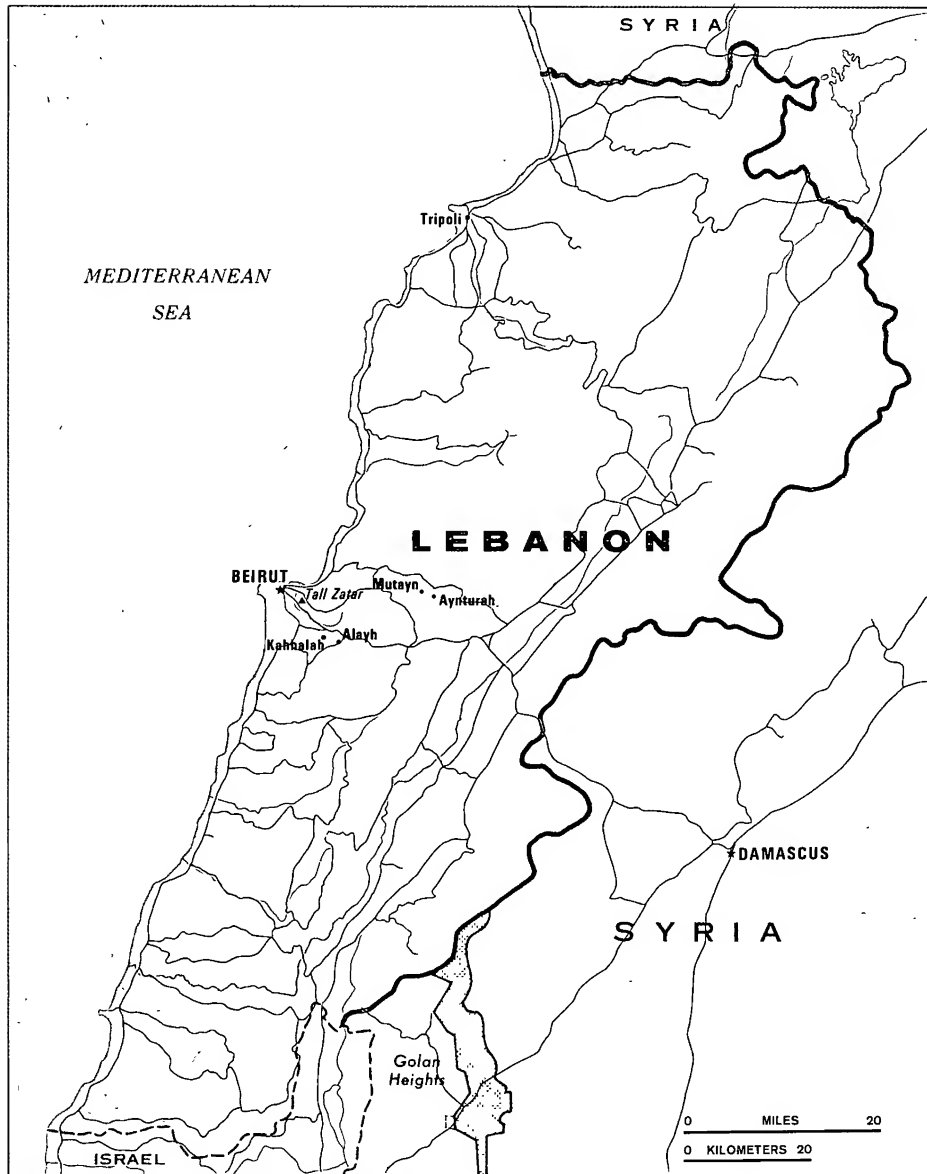 SYRIA
Tripoli
MEDITERRANEAN
SEA
LEBANON
BEIRUT
Tall Zatar
Mutayn
Aynturah
Kahhalah
Alayh
DAMASCUS
SYRIA
Golan
Heights
ISRAEL
0 MILES 20
0 KILOMETERS 20